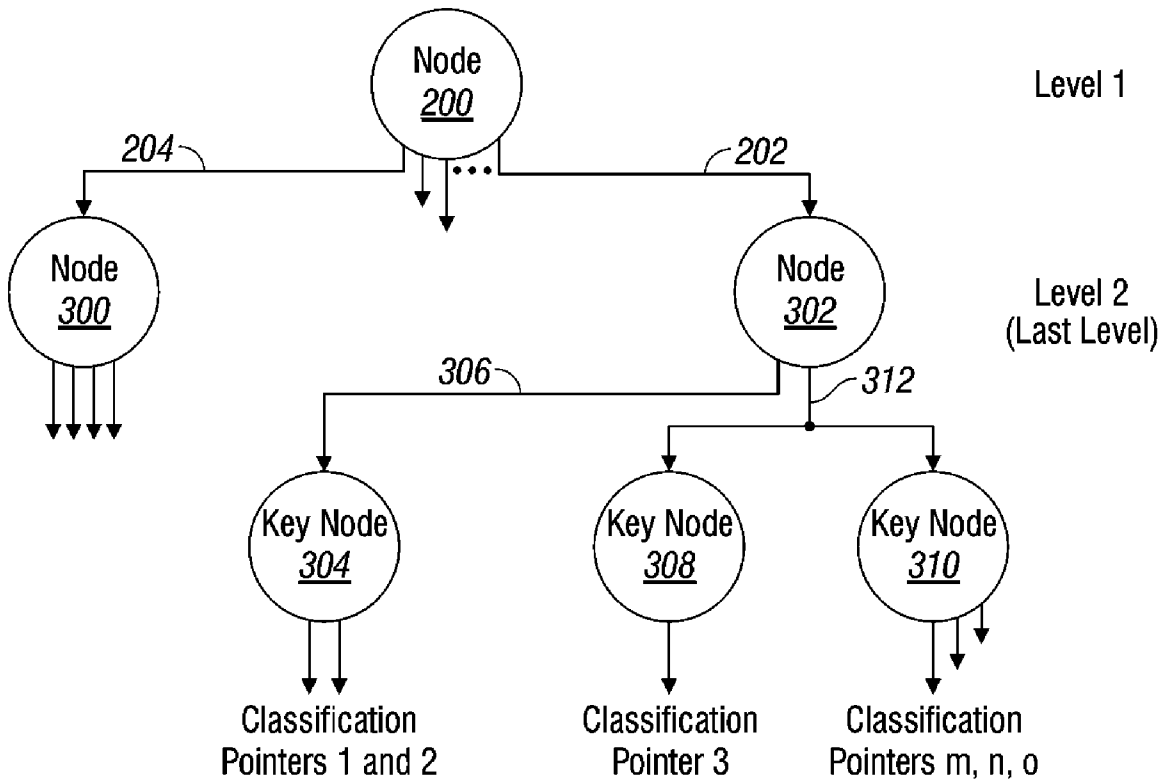 Node
200
Level 1
204
202
Node
300
Node
302
Level 2
(Last Level)
306
312
Key Node
304
Key Node
308
Key Node
310
Classification
Pointers 1 and 2
Classification
Pointer 3
Classification
Pointers m, n, o